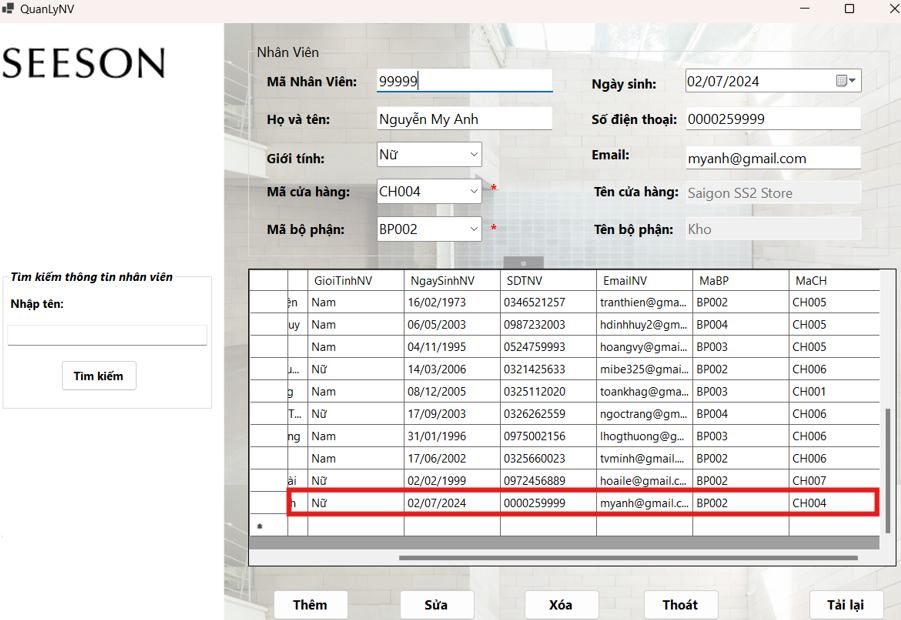 QuanLyNV
SEESON
Nhân Viên
Mã Nhân Viên: 99999
Ngày sinh: 02/07/2024
Họ và tên: Nguyễn My Anh
Số điện thoại: 0000259999
Giới tính: Nữ
Email: myanh@gmail.com
Mã cửa hàng: CH004 *
Tên cửa hàng: Saigon SS2 Store
Mã bộ phận: BP002 *
Tên bộ phận: Kho
Tìm kiếm thông tin nhân viên
Nhập tên:
Tìm kiếm
GioiTinhNV NgaySinhNV SDTNV EmailNV MaBP MaCH
ện Nam 16/02/1973 0346521257 tranthien@gma... BP002 CH005
uy Nam 06/05/2003 0987232003 hdinhhuy2@gm... BP004 CH005
Nam 04/11/1995 0524759993 hoangvy@gmai... BP003 CH005
u... Nữ 14/03/2006 0321425633 mibe325@gmai... BP002 CH006
g Nam 08/12/2005 0325112020 toankhag@gm... BP003 CH001
T... Nữ 17/09/2003 0326262559 ngoctrang@gm... BP004 CH006
ng Nam 31/01/1996 0975002156 lhogthuong@g... BP003 CH006
Nam 17/06/2002 0325660023 tvminh@gmail.... BP002 CH006
ài Nữ 02/02/1999 0972456889 hoaile@gmail.c... BP002 CH007
h Nữ 02/07/2024 0000259999 myanh@gmail.c... BP002 CH004
*
Thêm Sửa Xóa Thoát Tải lại